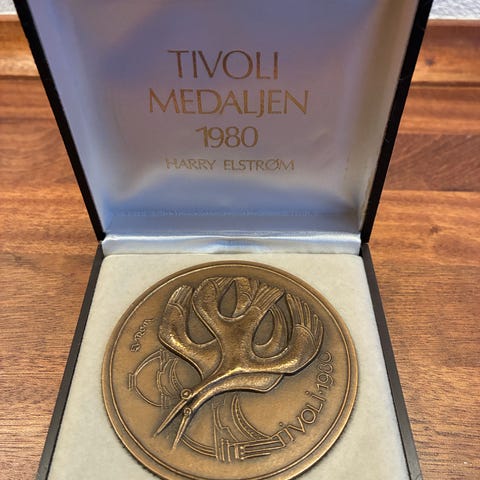 TIVOLI
MEDALJEN
1980
HARRY ELSTRØM
TIVOLI·1980